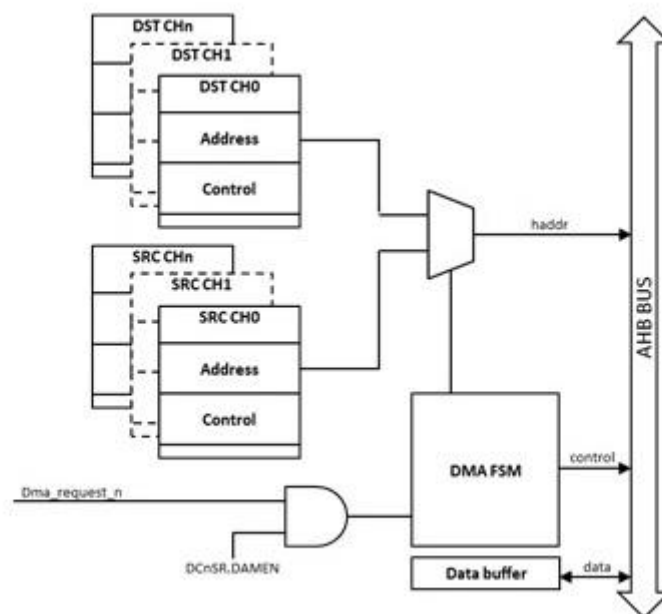 DST CHn
DST CH1
DST CH0
Address
Control
haddr
SRC CHn
SRC CH1
SRC CH0
Address
Control
AHB BUS
DMA FSM
control
Dma_request_n
DCnSR.DAMEN
Data buffer
data